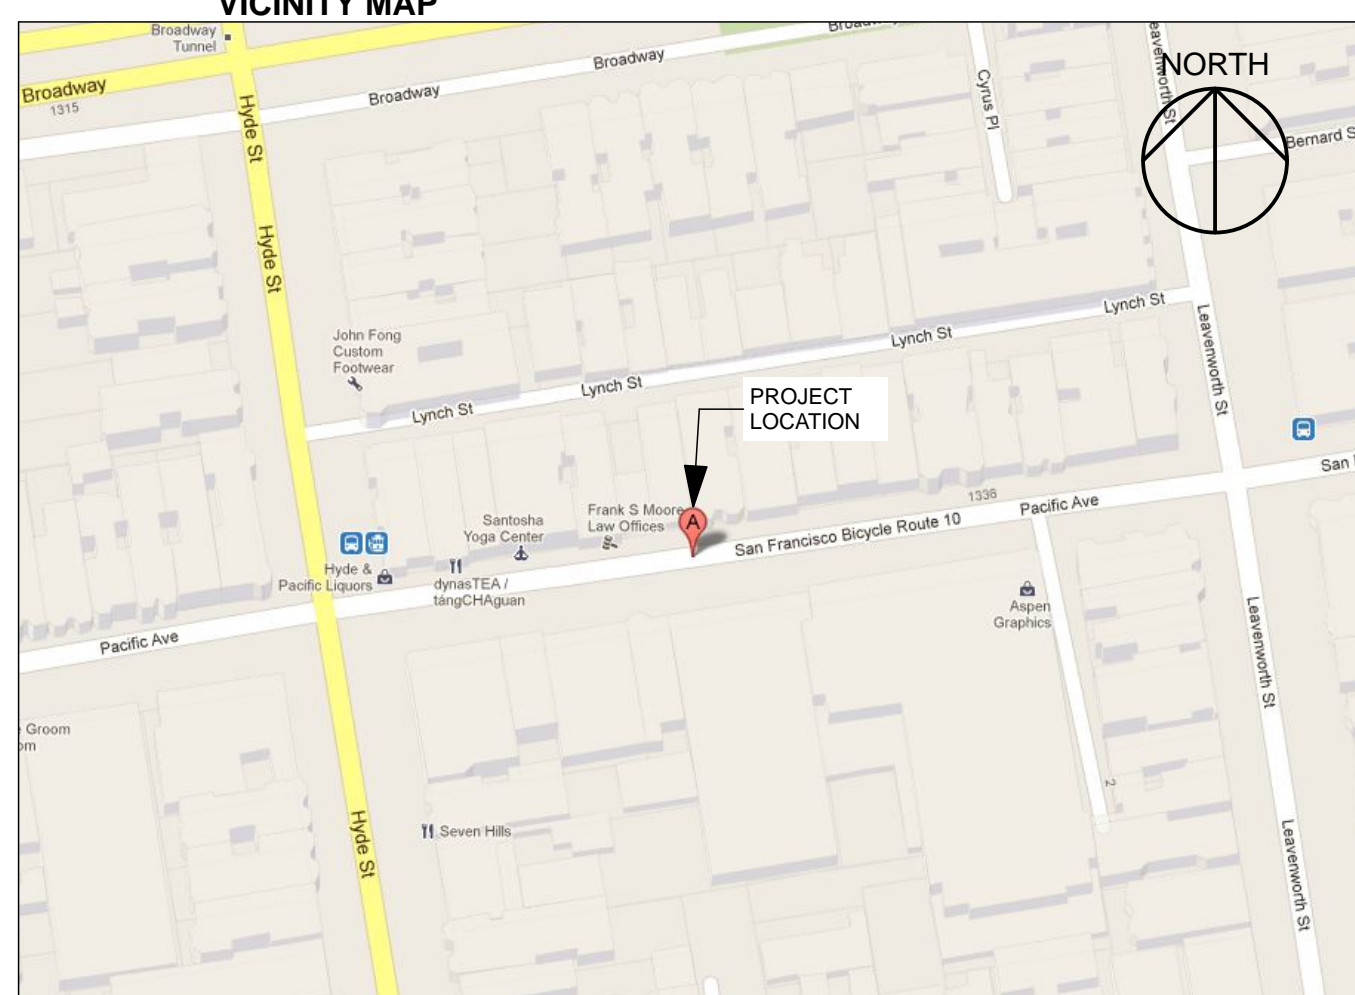 VICINITY MAP
Broadway
Tunnel
Broadway
1315
Broadway
Broadway
Hyde St
Hyde St
Cyrus Pl
Leavenworth St
NORTH
Bernard S
John Fong
Custom
Footwear
Lynch St
Lynch St
Lynch St
Lynch St
Leavenworth St
PROJECT
LOCATION
Santosha
Yoga Center
Frank S Moore
Law Offices
A
1336
San Francisco Bicycle Route 10
Pacific Ave
San
Hyde &
Pacific Liquors
dynasTEA /
tángCHAguan
Pacific Ave
Aspen
Graphics
Leavenworth St
Groom
om
2
Hyde St
Seven Hills
Leavenworth St